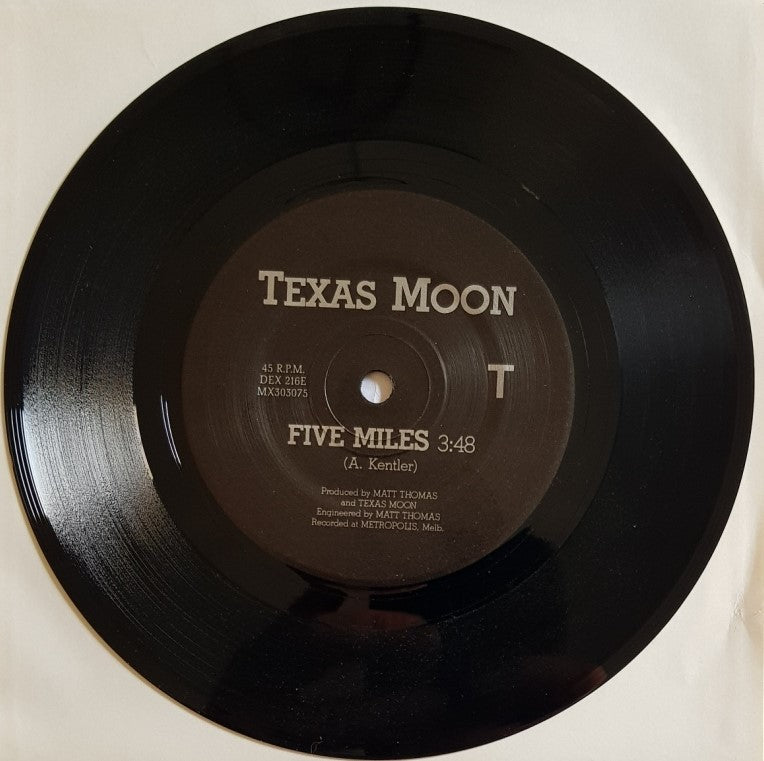 TEXAS MOON
45 R.P.M.
DEX 216E
MX303075
T
FIVE MILES 3:48
(A. Kentler)
Produced by MATT THOMAS
and TEXAS MOON
Engineered by MATT THOMAS
Recorded at METROPOLIS, Melb.